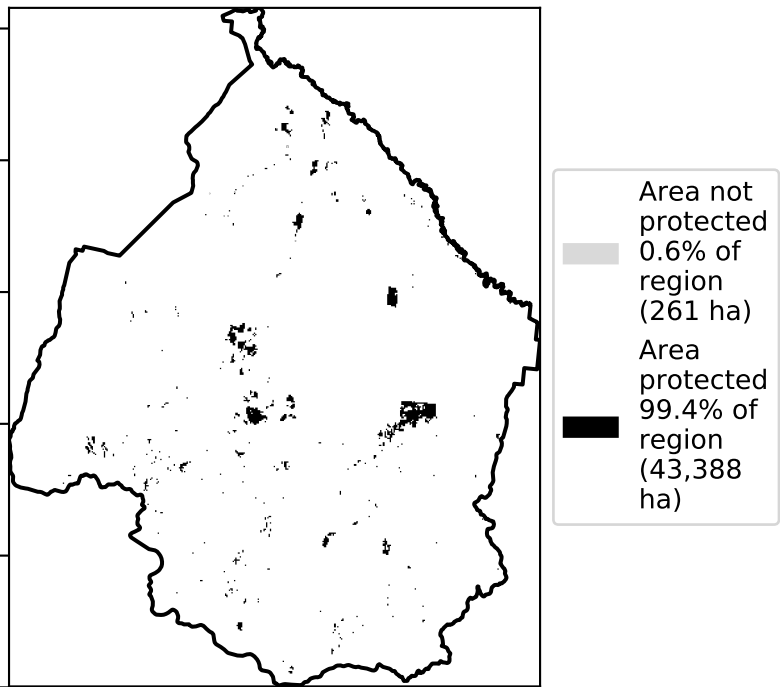 Area not
protected
0.6% of
region
(261 ha)
Area
protected
99.4% of
region
(43,388
ha)